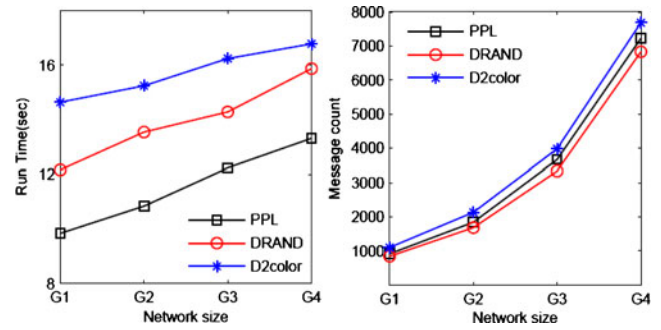 Run Time(sec)
16
12
8
PPL
DRAND
D2color
G1 G2 G3 G4
Network size
Message count
8000
7000
6000
5000
4000
3000
2000
1000
PPL
DRAND
D2color
G1 G2 G3 G4
Network size